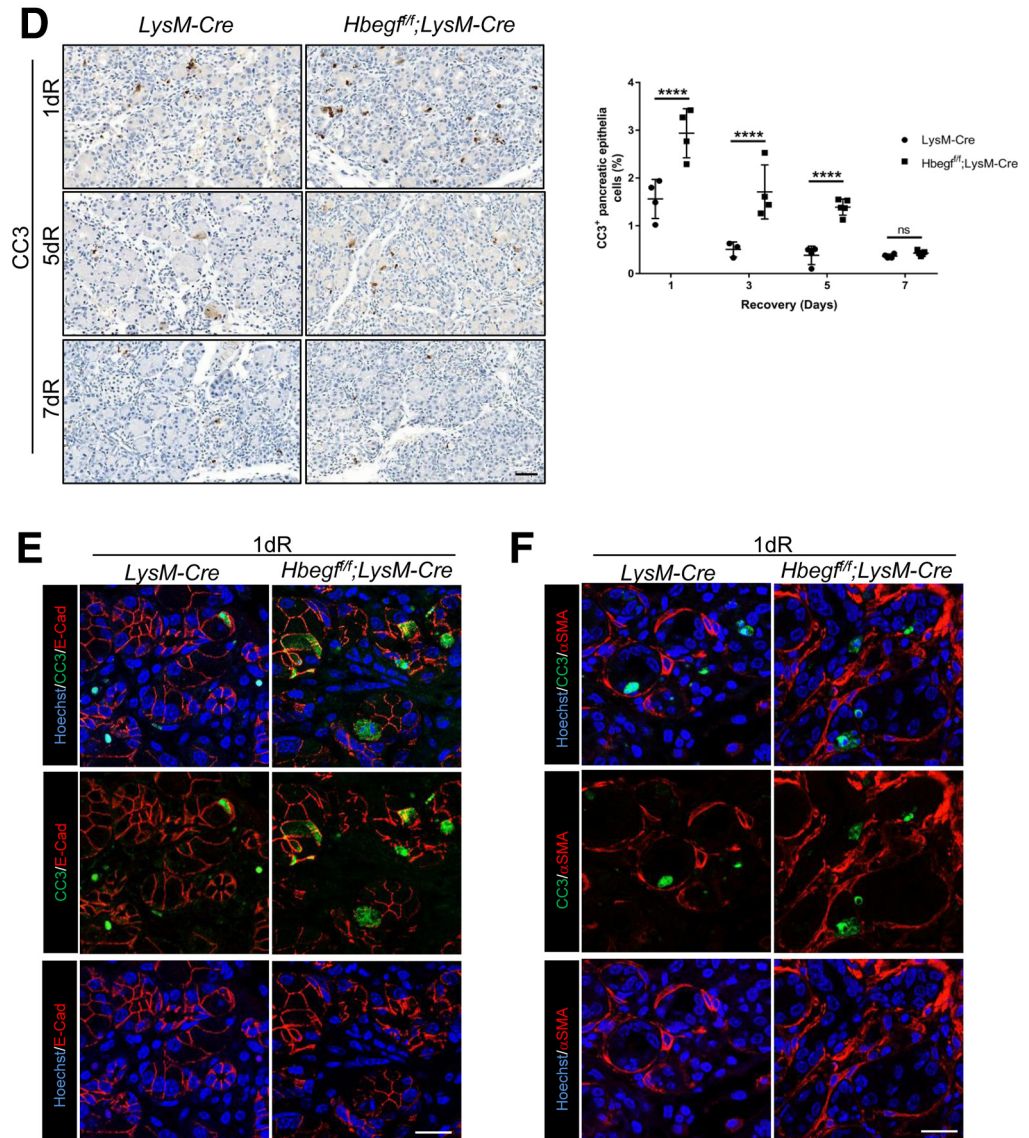 D
LysM-Cre
Hbegff/f;LysM-Cre
CC3
1dR
5dR
7dR
CC3+ pancreatic epithelia
cells (%)
4
3
2
1
0
****
****
****
ns
1 3 5 7
Recovery (Days)
LysM-Cre
Hbegff/f;LysM-Cre
E
1dR
LysM-Cre
Hbegff/f;LysM-Cre
Hoechst/CC3/E-Cad
CC3/E-Cad
Hoechst/E-Cad
F
1dR
LysM-Cre
Hbegff/f;LysM-Cre
Hoechst/CC3/αSMA
CC3/αSMA
Hoechst/αSMA